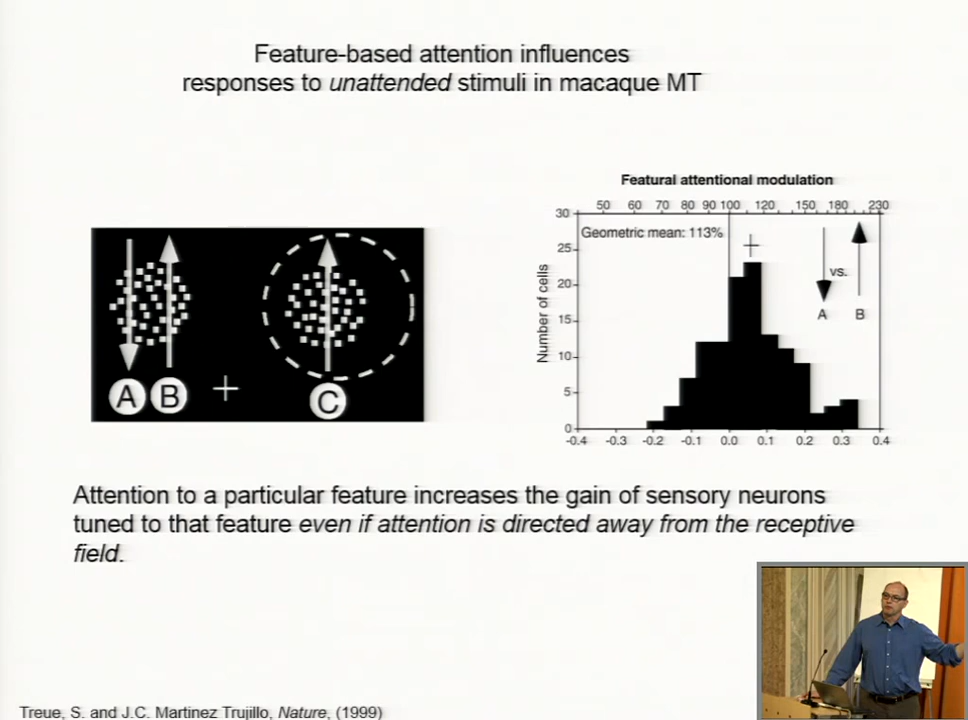 Feature-based attention influences
responses to unattended stimuli in macaque MT
A B + C
Featural attentional modulation
50 60 70 80 90 100 120 150 180 230
Geometric mean: 113%
vs.
A B
Number of cells
30
25
20
15
10
5
0
-0.4 -0.3 -0.2 -0.1 0.0 0.1 0.2 0.3 0.4
Attention to a particular feature increases the gain of sensory neurons
tuned to that feature even if attention is directed away from the receptive
field.
Treue, S. and J.C. Martinez Trujillo, Nature, (1999)